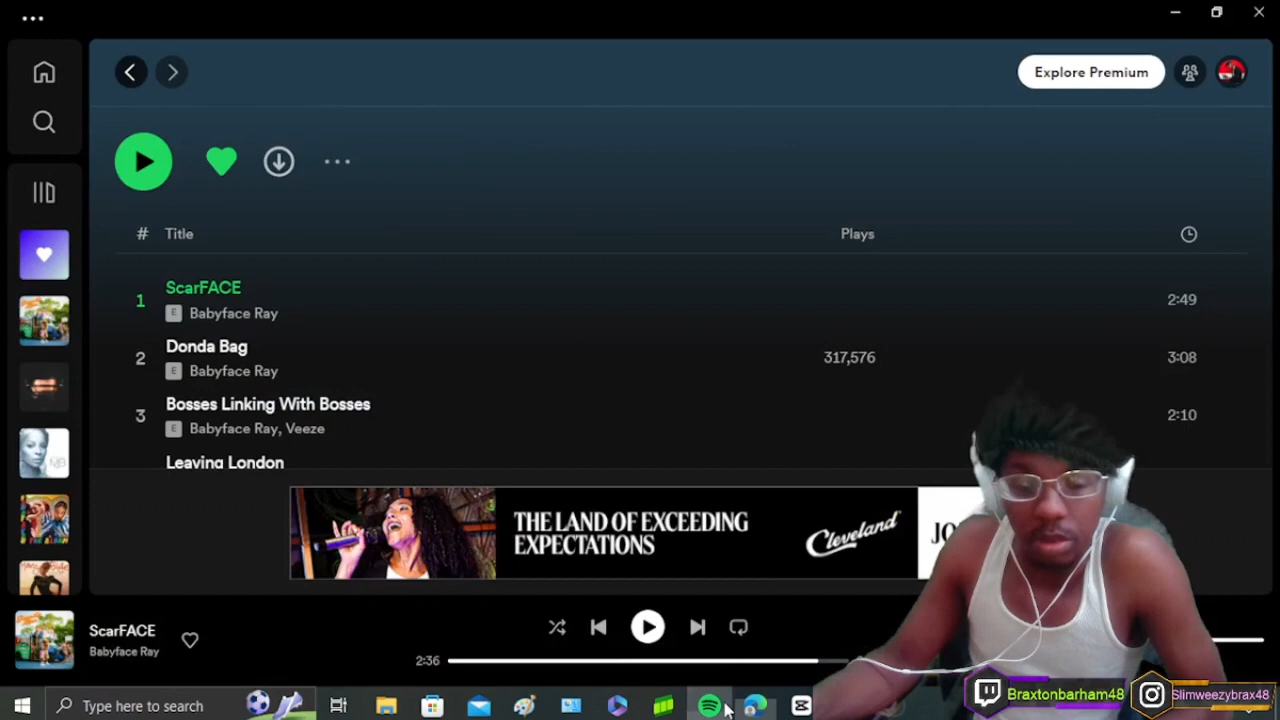 Explore Premium
# Title Plays
1 ScarFACE 2:49
E Babyface Ray
2 Donda Bag 317,576 3:08
E Babyface Ray
3 Bosses Linking With Bosses 2:10
E Babyface Ray, Veeze
Leaving London
THE LAND OF EXCEEDING
EXPECTATIONS
Cleveland
ScarFACE
Babyface Ray
2:36
Type here to search
Braxtonbarham48
Slimweezybrax48